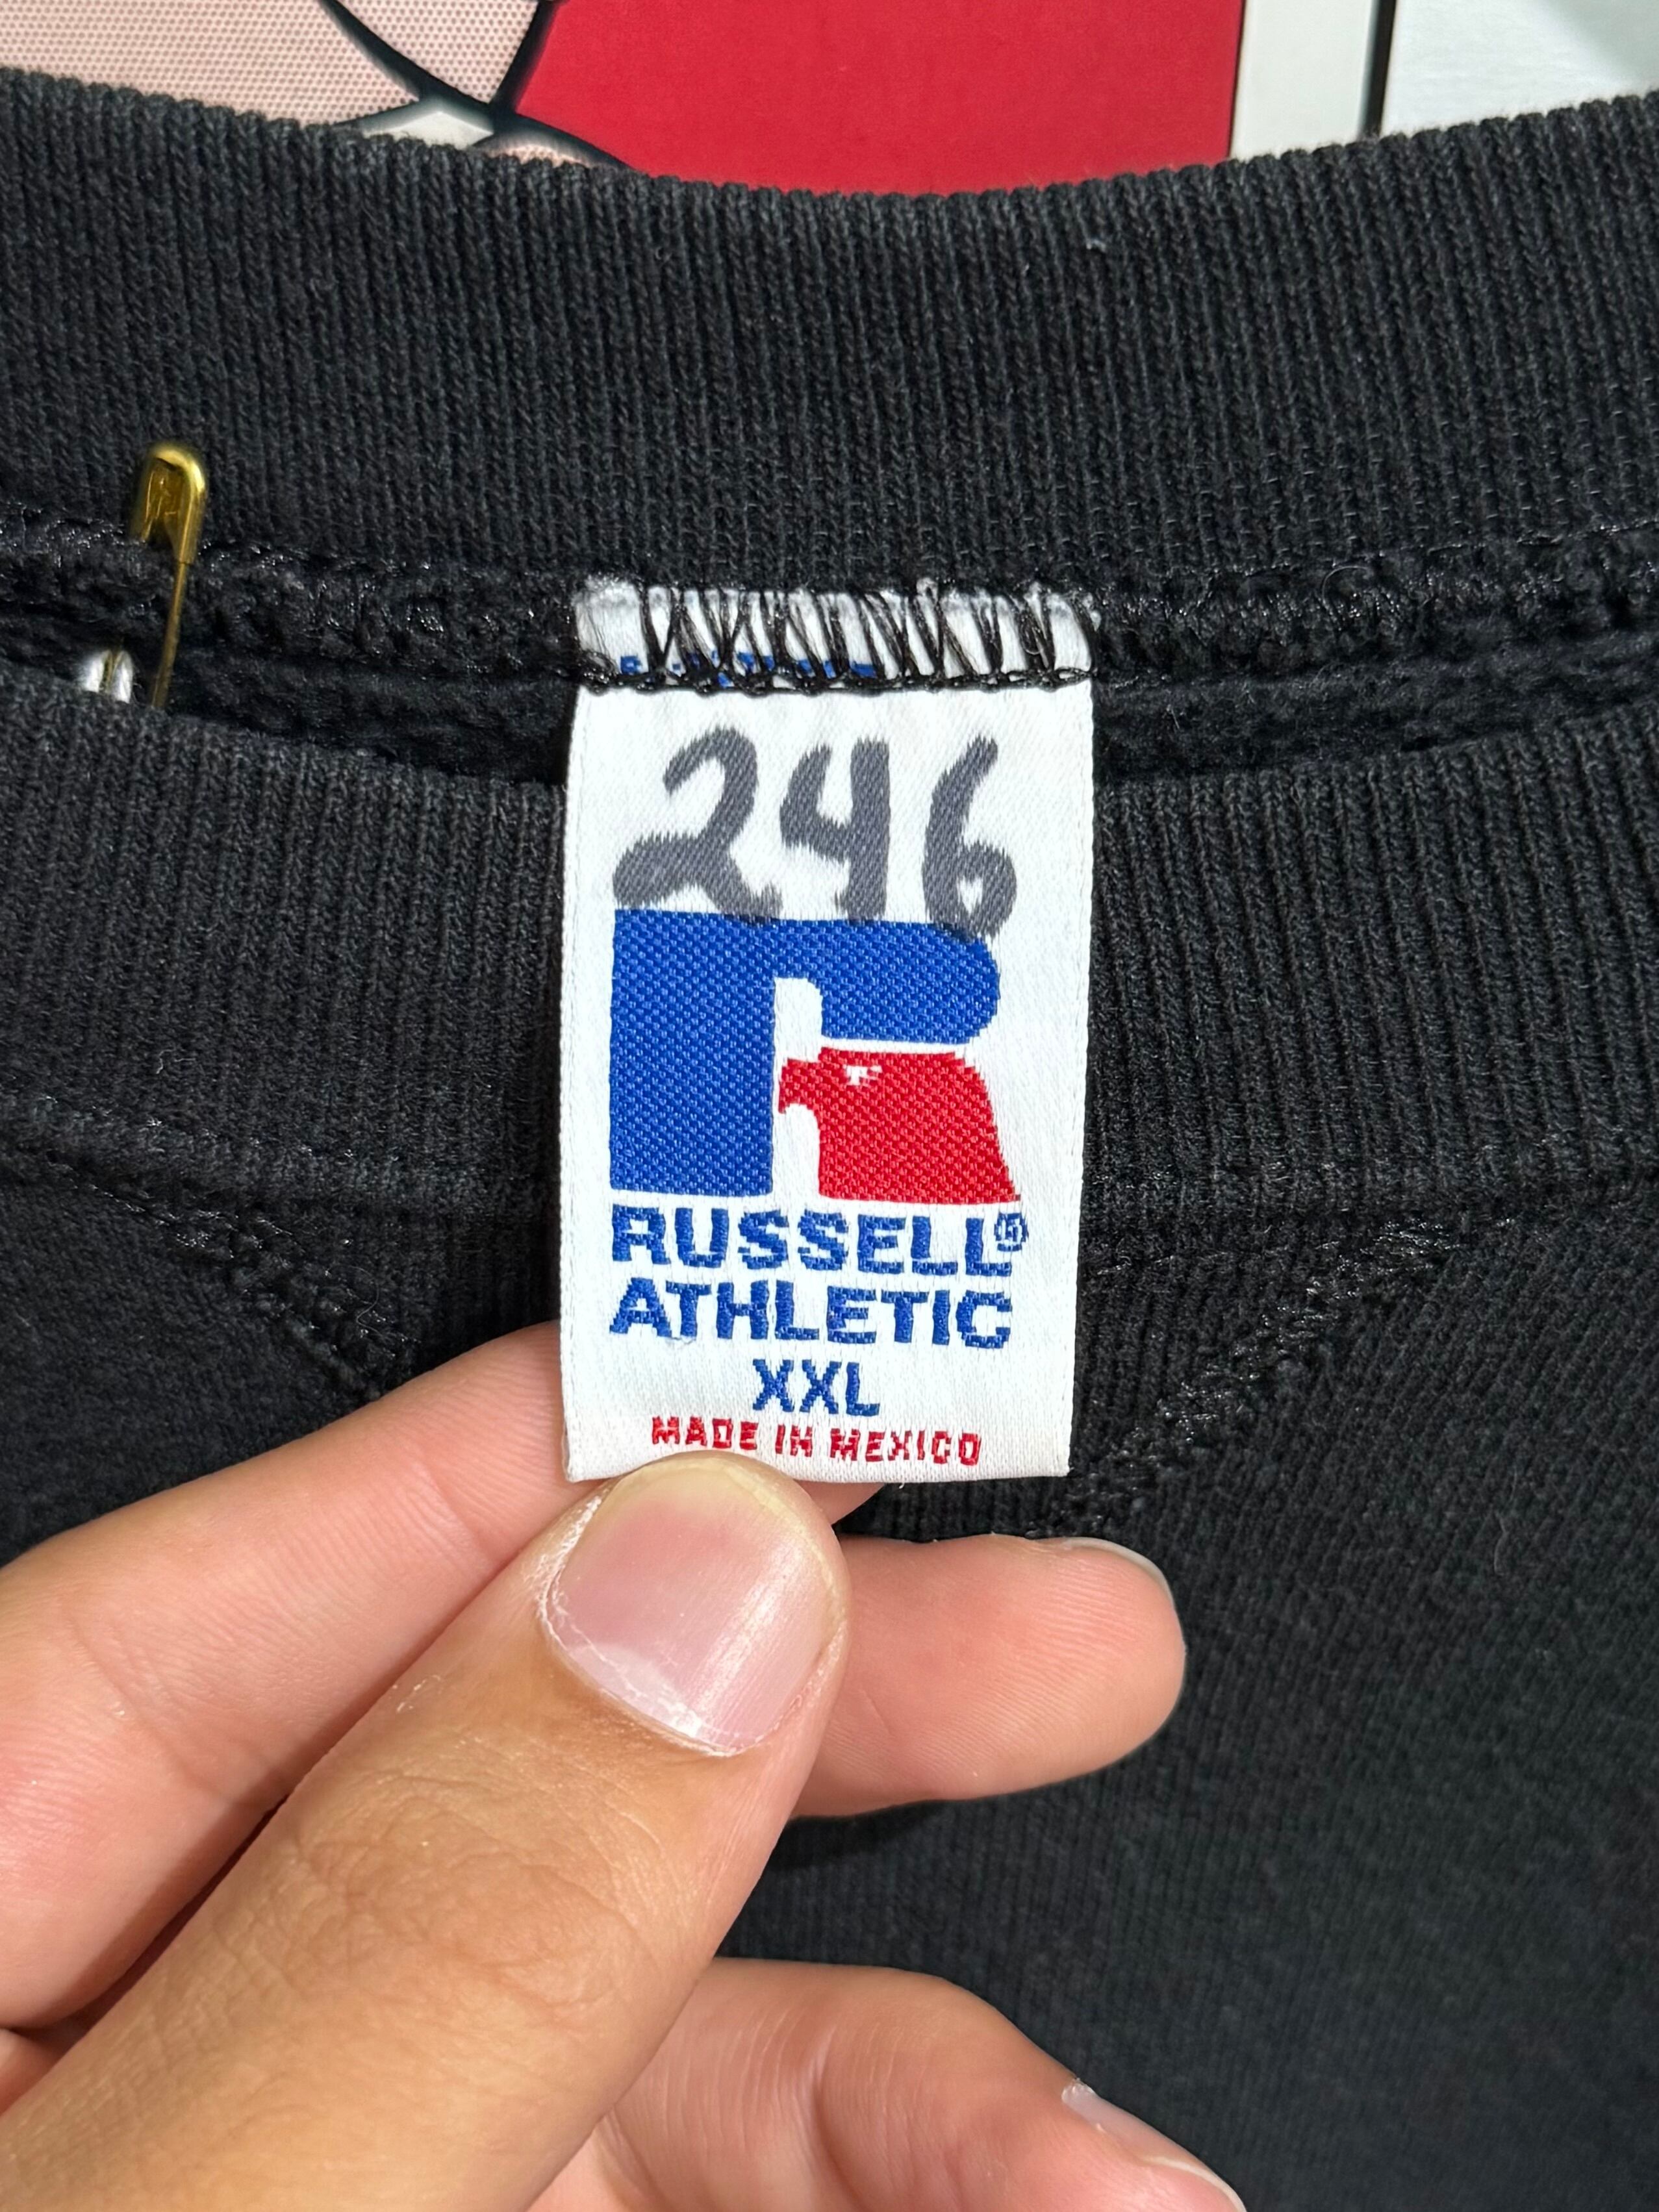 246
RUSSELL®
ATHLETIC
XXL
MADE IN MEXICO